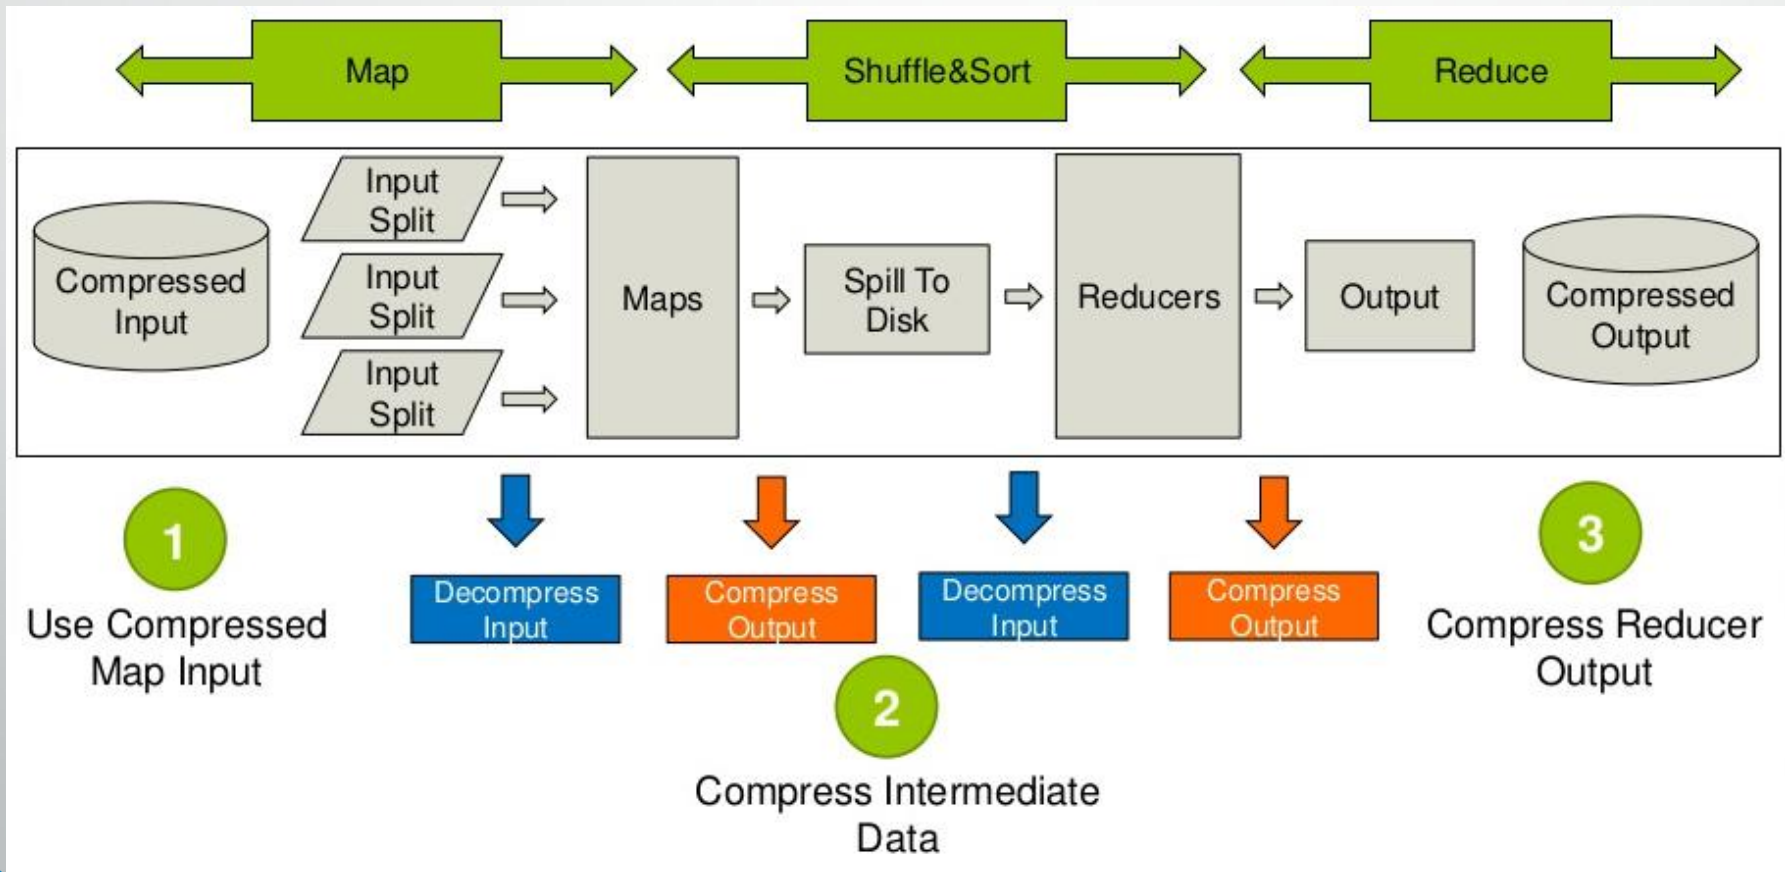 Map
Shuffle&Sort
Reduce
Compressed
Input
Input
Split
Input
Split
Input
Split
Maps
Spill To
Disk
Reducers
Output
Compressed
Output
1
Use Compressed
Map Input
Decompress
Input
Compress
Output
2
Compress Intermediate
Data
Decompress
Input
Compress
Output
3
Compress Reducer
Output